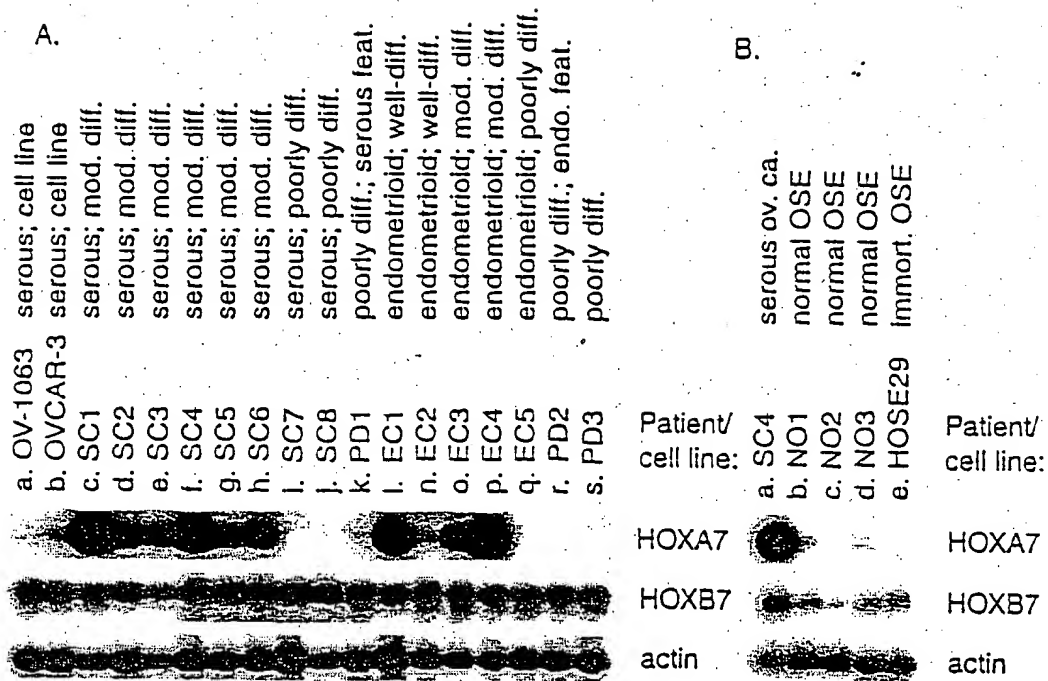 A.
serous; cell line
serous; cell line
serous; mod. diff.
serous; mod. diff.
serous; mod. diff.
serous; mod. diff.
serous; mod. diff.
serous; mod. diff.
serous; poorly diff.
serous; poorly diff.
poorly diff.; serous feat.
endometrioid; well-diff.
endometrioid; well-diff.
endometrioid; mod. diff.
endometrioid; mod. diff.
endometrioid; poorly diff.
poorly diff.; endo. feat.
poorly diff.
a. OV-1063
b. OVCAR-3
c. SC1
d. SC2
e. SC3
f. SC4
g. SC5
h. SC6
i. SC7
j. SC8
k. PD1
l. EC1
n. EC2
o. EC3
p. EC4
q. EC5
r. PD2
s. PD3
Patient/
cell line:
HOXA7
HOXB7
actin
B.
serous ov. ca.
normal OSE
normal OSE
normal OSE
immort. OSE
a. SC4
b. NO1
c. NO2
d. NO3
e. HOSE29
Patient/
cell line:
HOXA7
HOXB7
actin